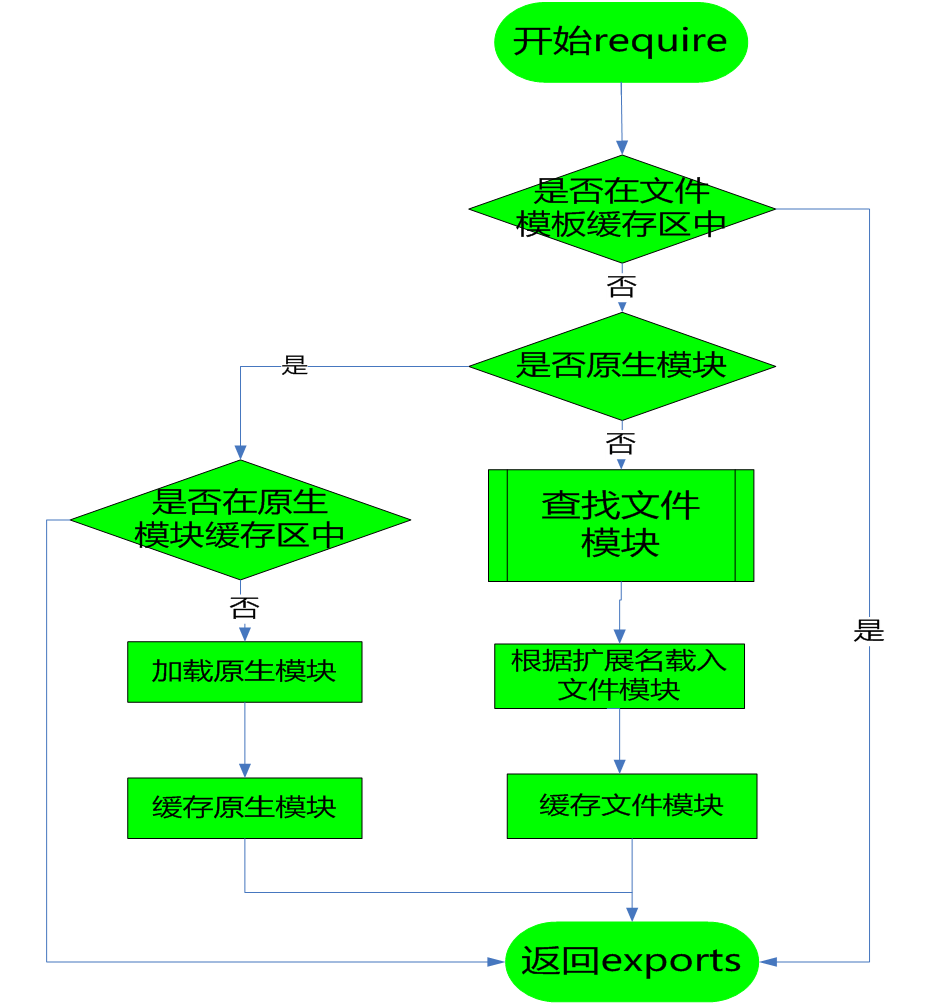 开始require
是否在文件
模板缓存区中
否
是否原生模块
是
否
是否在原生
模块缓存区中
查找文件
模块
否
是
加载原生模块
根据扩展名载入
文件模块
缓存原生模块
缓存文件模块
返回exports